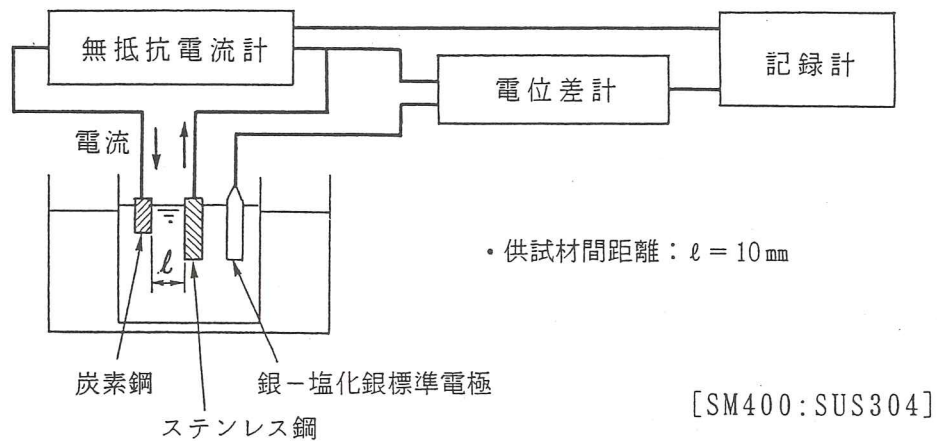 無抵抗電流計
記録計
電位差計
電流
ℓ
・供試材間距離：ℓ＝10㎜
炭素鋼
銀－塩化銀標準電極
ステンレス鋼
[SM400:SUS304]